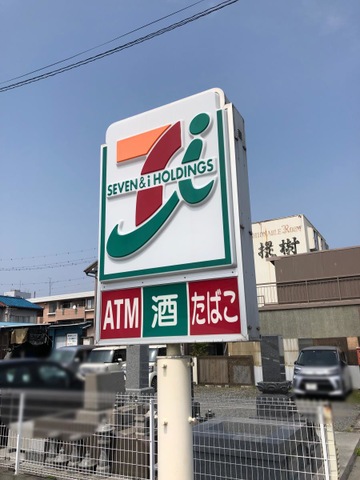 SEVEN & i HOLDINGS
ATM 酒 たばこ